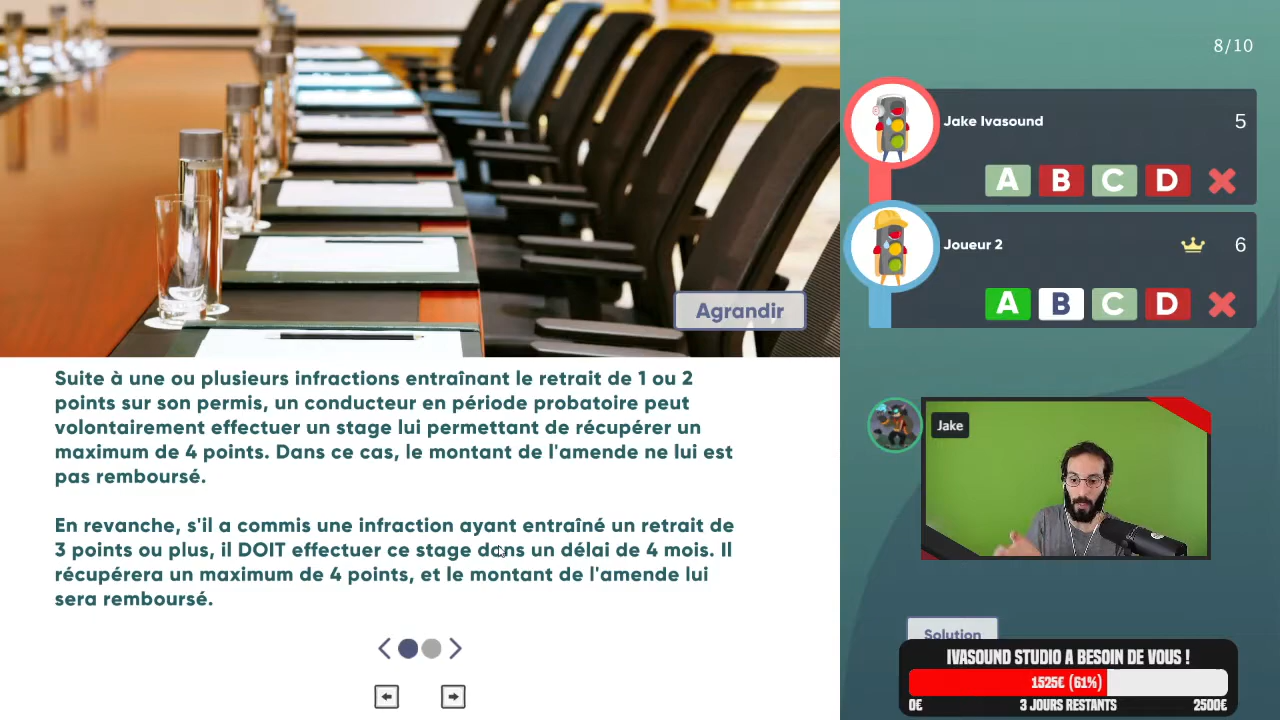 8/10
Jake Ivasound
5
A B C D
Joueur 2
6
A B C D
Agrandir
Suite à une ou plusieurs infractions entraînant le retrait de 1 ou 2
points sur son permis, un conducteur en période probatoire peut
volontairement effectuer un stage lui permettant de récupérer un
maximum de 4 points. Dans ce cas, le montant de l'amende ne lui est
pas remboursé.
En revanche, s'il a commis une infraction ayant entraîné un retrait de
3 points ou plus, il DOIT effectuer ce stage dans un délai de 4 mois. Il
récupérera un maximum de 4 points, et le montant de l'amende lui
sera remboursé.
Jake
Solution
IVASOUND STUDIO A BESOIN DE VOUS !
1525€ (61%)
0€ 3 JOURS RESTANTS 2500€